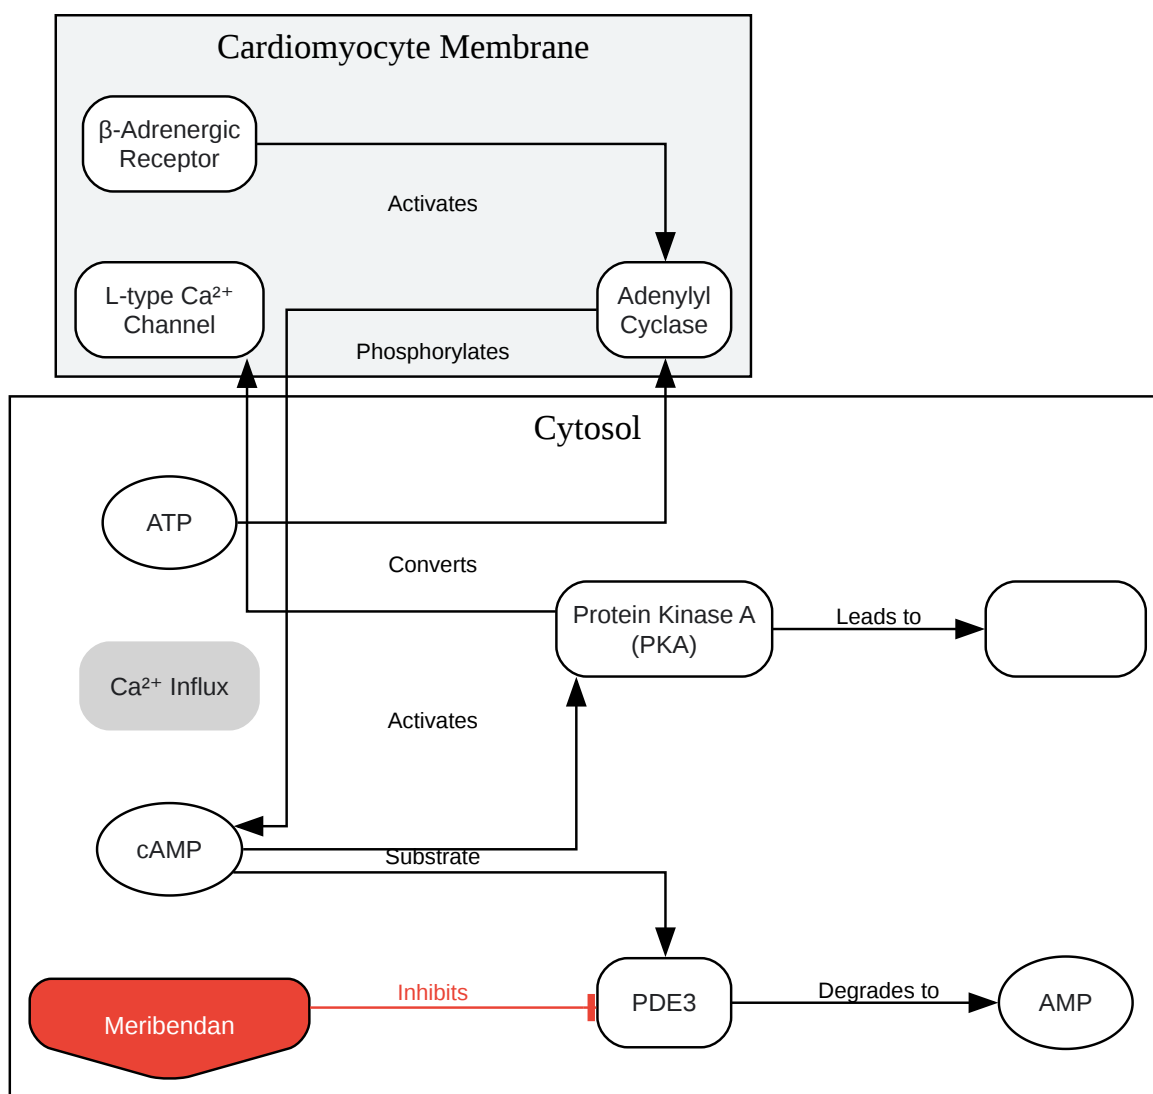 Cardiomyocyte Membrane
β-Adrenergic
Receptor
Activates
L-type Ca²⁺
Channel
Adenylyl
Cyclase
Phosphorylates
Cytosol
ATP
Converts
Protein Kinase A
(PKA)
Leads to
Ca²⁺ Influx
Activates
cAMP
Substrate
Meribendan
Inhibits
PDE3
Degrades to
AMP